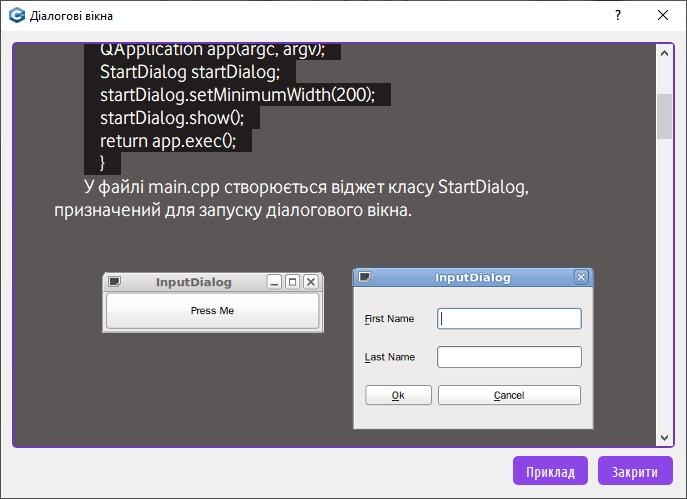 Діалогові вікна
QApplication app(argc, argv);
StartDialog startDialog;
startDialog.setMinimumWidth(200);
startDialog.show();
return app.exec();
}
У файлі main.cpp створюється віджет класу StartDialog,
призначений для запуску діалогового вікна.
InputDialog
Press Me
InputDialog
First Name
Last Name
Ok Cancel
Приклад Закрити